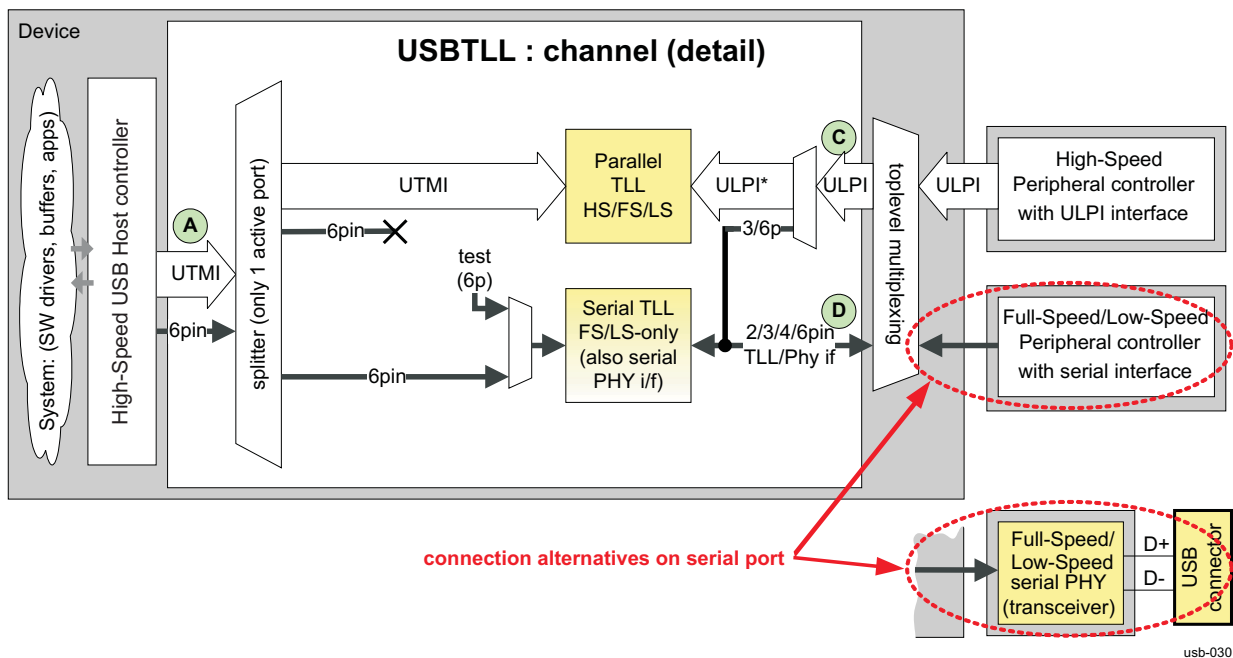 Device
USBTLL : channel (detail)
System: (SW drivers, buffers, apps)
High-Speed USB Host controller
A
UTMI
6pin
splitter (only 1 active port)
UTMI
6pin
test
(6p)
6pin
Parallel
TLL
HS/FS/LS
Serial TLL
FS/LS-only
(also serial
PHY i/f)
ULPI*
3/6p
C
ULPI
D
2/3/4/6pin
TLL/Phy if
toplevel multiplexing
ULPI
High-Speed
Peripheral controller
with ULPI interface
Full-Speed/Low-Speed
Peripheral controller
with serial interface
connection alternatives on serial port
Full-Speed/
Low-Speed
serial PHY
(transceiver)
D+
D-
USB
connector
usb-030